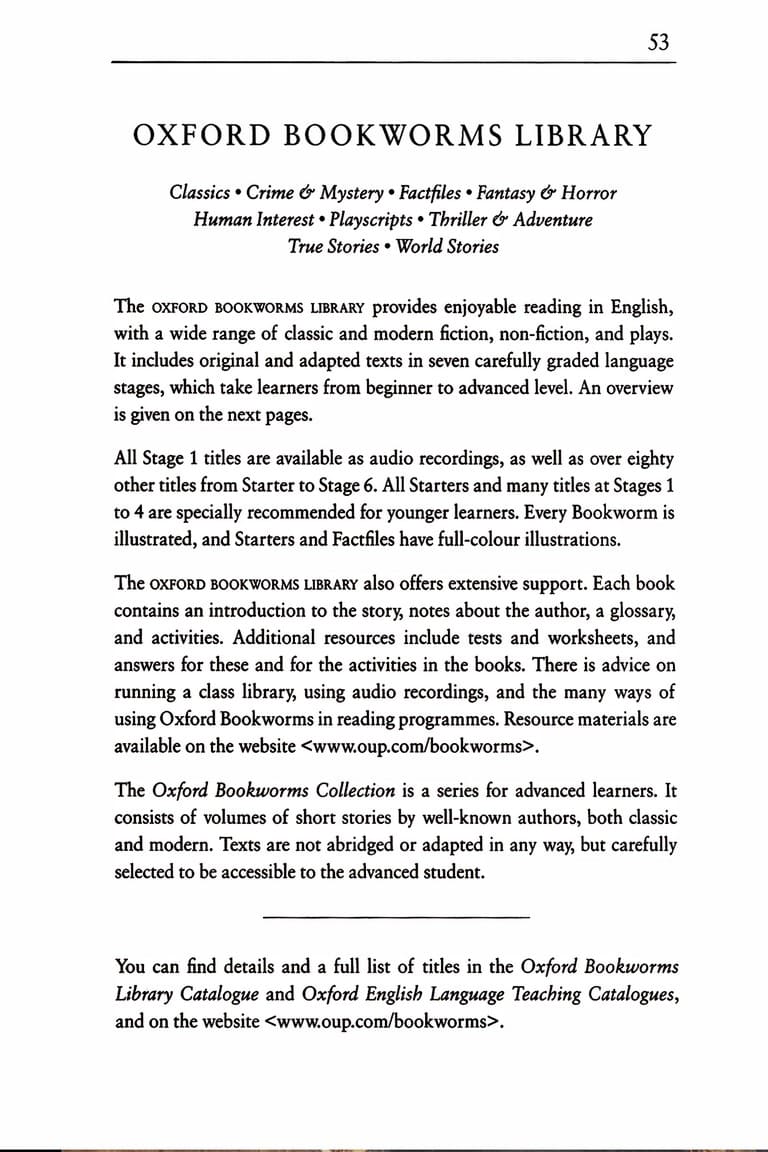 53
OXFORD BOOKWORMS LIBRARY
Classics • Crime & Mystery • Factfiles • Fantasy & Horror
Human Interest • Playscripts • Thriller & Adventure
True Stories • World Stories
The OXFORD BOOKWORMS LIBRARY provides enjoyable reading in English,
with a wide range of classic and modern fiction, non-fiction, and plays.
It includes original and adapted texts in seven carefully graded language
stages, which take learners from beginner to advanced level. An overview
is given on the next pages.
All Stage 1 titles are available as audio recordings, as well as over eighty
other titles from Starter to Stage 6. All Starters and many titles at Stages 1
to 4 are specially recommended for younger learners. Every Bookworm is
illustrated, and Starters and Factfiles have full-colour illustrations.
The OXFORD BOOKWORMS LIBRARY also offers extensive support. Each book
contains an introduction to the story, notes about the author, a glossary,
and activities. Additional resources include tests and worksheets, and
answers for these and for the activities in the books. There is advice on
running a class library, using audio recordings, and the many ways of
using Oxford Bookworms in reading programmes. Resource materials are
available on the website <www.oup.com/bookworms>.
The Oxford Bookworms Collection is a series for advanced learners. It
consists of volumes of short stories by well-known authors, both classic
and modern. Texts are not abridged or adapted in any way, but carefully
selected to be accessible to the advanced student.
You can find details and a full list of titles in the Oxford Bookworms
Library Catalogue and Oxford English Language Teaching Catalogues,
and on the website <www.oup.com/bookworms>.